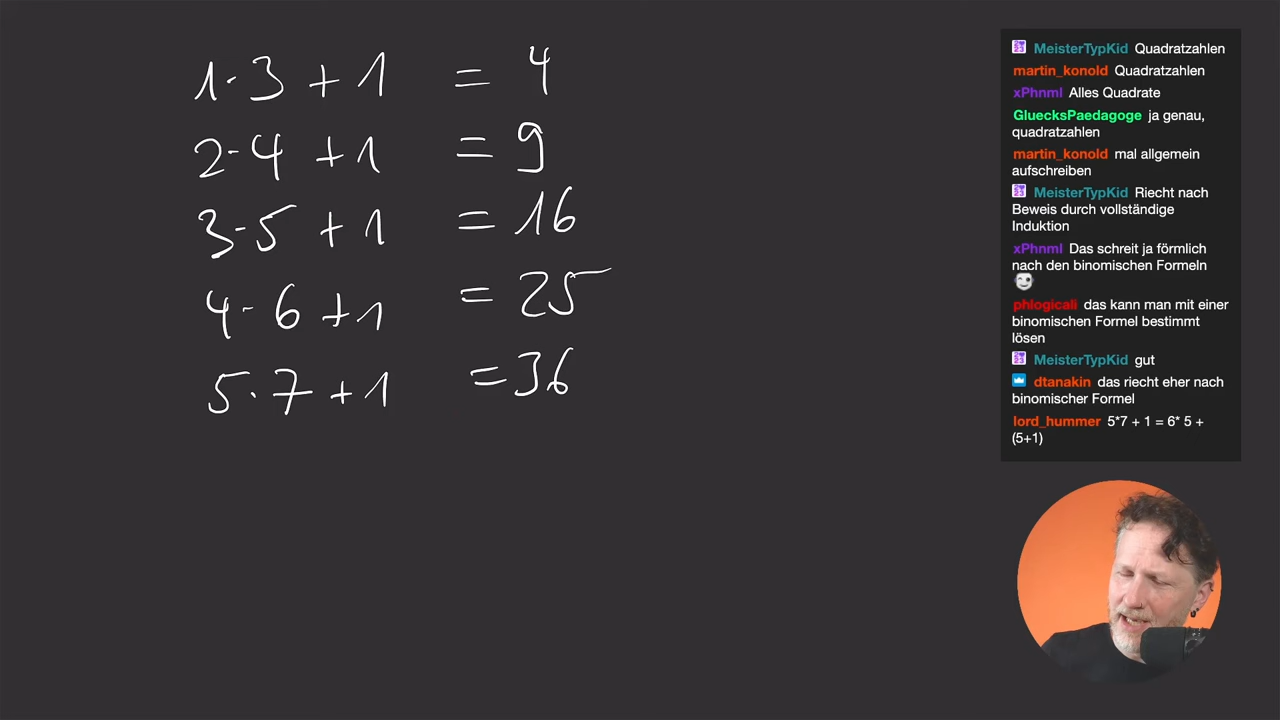 1·3 + 1 = 4
2·4 + 1 = 9
3·5 + 1 = 16
4·6 + 1 = 25
5·7 + 1 = 36
MeisterTypKid Quadratzahlen
martin_konold Quadratzahlen
xPhnml Alles Quadrate
GluecksPaedagoge ja genau,
quadratzahlen
martin_konold mal allgemein
aufschreiben
MeisterTypKid Riecht nach
Beweis durch vollständige
Induktion
xPhnml Das schreit ja förmlich
nach den binomischen Formeln
phlogicali das kann man mit einer
binomischen Formel bestimmt
lösen
MeisterTypKid gut
dtanakin das riecht eher nach
binomischer Formel
lord_hummer 5*7 + 1 = 6* 5 +
(5+1)